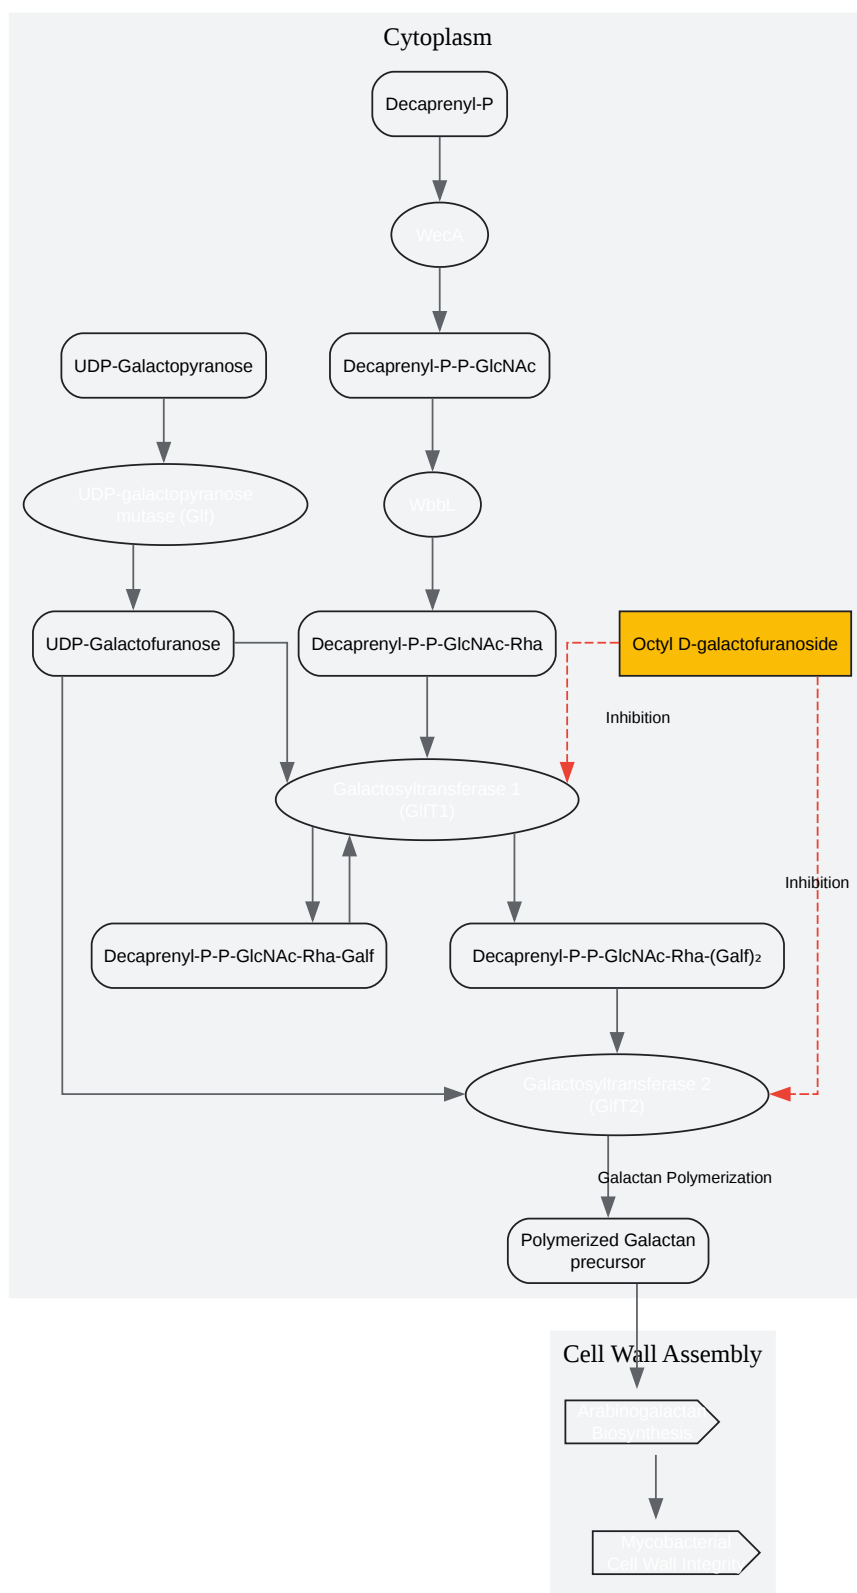 Cytoplasm
Decaprenyl-P
WecA
UDP-Galactopyranose
Decaprenyl-P-P-GlcNAc
UDP-galactopyranose
mutase (Glf)
WbbL
UDP-Galactofuranose
Decaprenyl-P-P-GlcNAc-Rha
Octyl D-galactofuranoside
Inhibition
Galactosyltransferase 1
(GlfT1)
Inhibition
Decaprenyl-P-P-GlcNAc-Rha-Galf
Decaprenyl-P-P-GlcNAc-Rha-(Galf)₂
Galactosyltransferase 2
(GlfT2)
Galactan Polymerization
Polymerized Galactan
precursor
Cell Wall Assembly
Arabinogalactan
Biosynthesis
Mycobacterial
Cell Wall Integrity